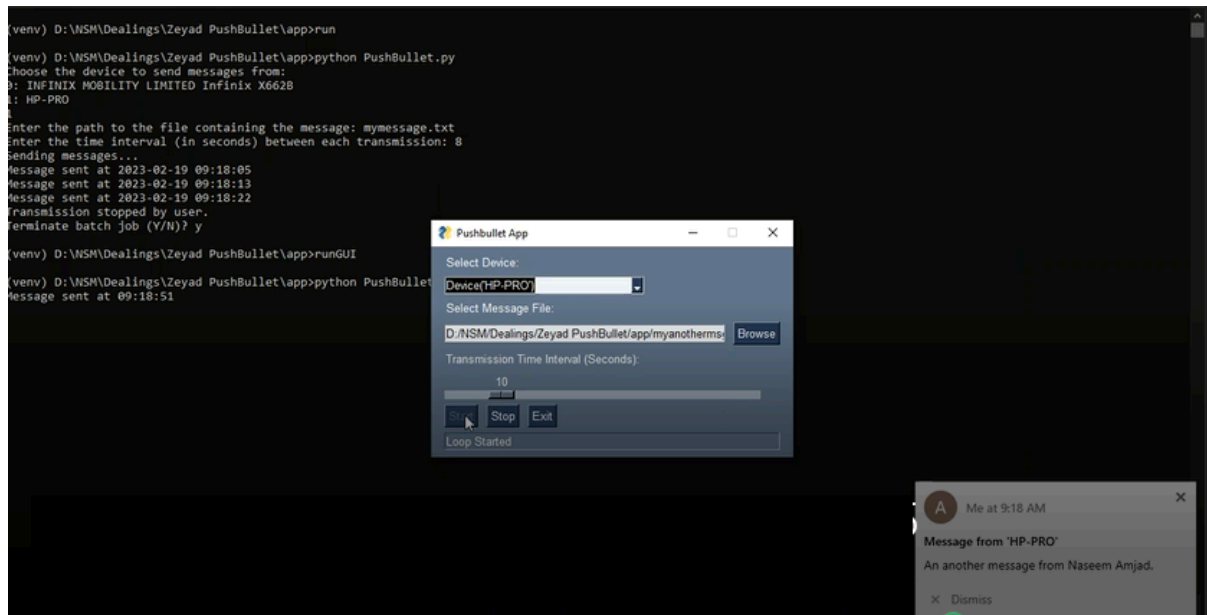 (venv) D:\NSM\Dealings\Zeyad PushBullet\app>run
(venv) D:\NSM\Dealings\Zeyad PushBullet\app>python PushBullet.py
Choose the device to send messages from:
0: INFINIX MOBILITY LIMITED Infinix X662B
1: HP-PRO
1
Enter the path to the file containing the message: mymessage.txt
Enter the time interval (in seconds) between each transmission: 8
Sending messages...
Message sent at 2023-02-19 09:18:05
Message sent at 2023-02-19 09:18:13
Message sent at 2023-02-19 09:18:22
Transmission stopped by user.
Terminate batch job (Y/N)? y
(venv) D:\NSM\Dealings\Zeyad PushBullet\app>runGUI
(venv) D:\NSM\Dealings\Zeyad PushBullet\app>python PushBullet
Message sent at 09:18:51
Pushbullet App
Select Device:
Device('HP-PRO')
Select Message File:
D:/NSM/Dealings/Zeyad PushBullet/app/myanotherms
Browse
Transmission Time Interval (Seconds):
10
Start Stop Exit
Loop Started
A Me at 9:18 AM
Message from 'HP-PRO'
An another message from Naseem Amjad.
Dismiss